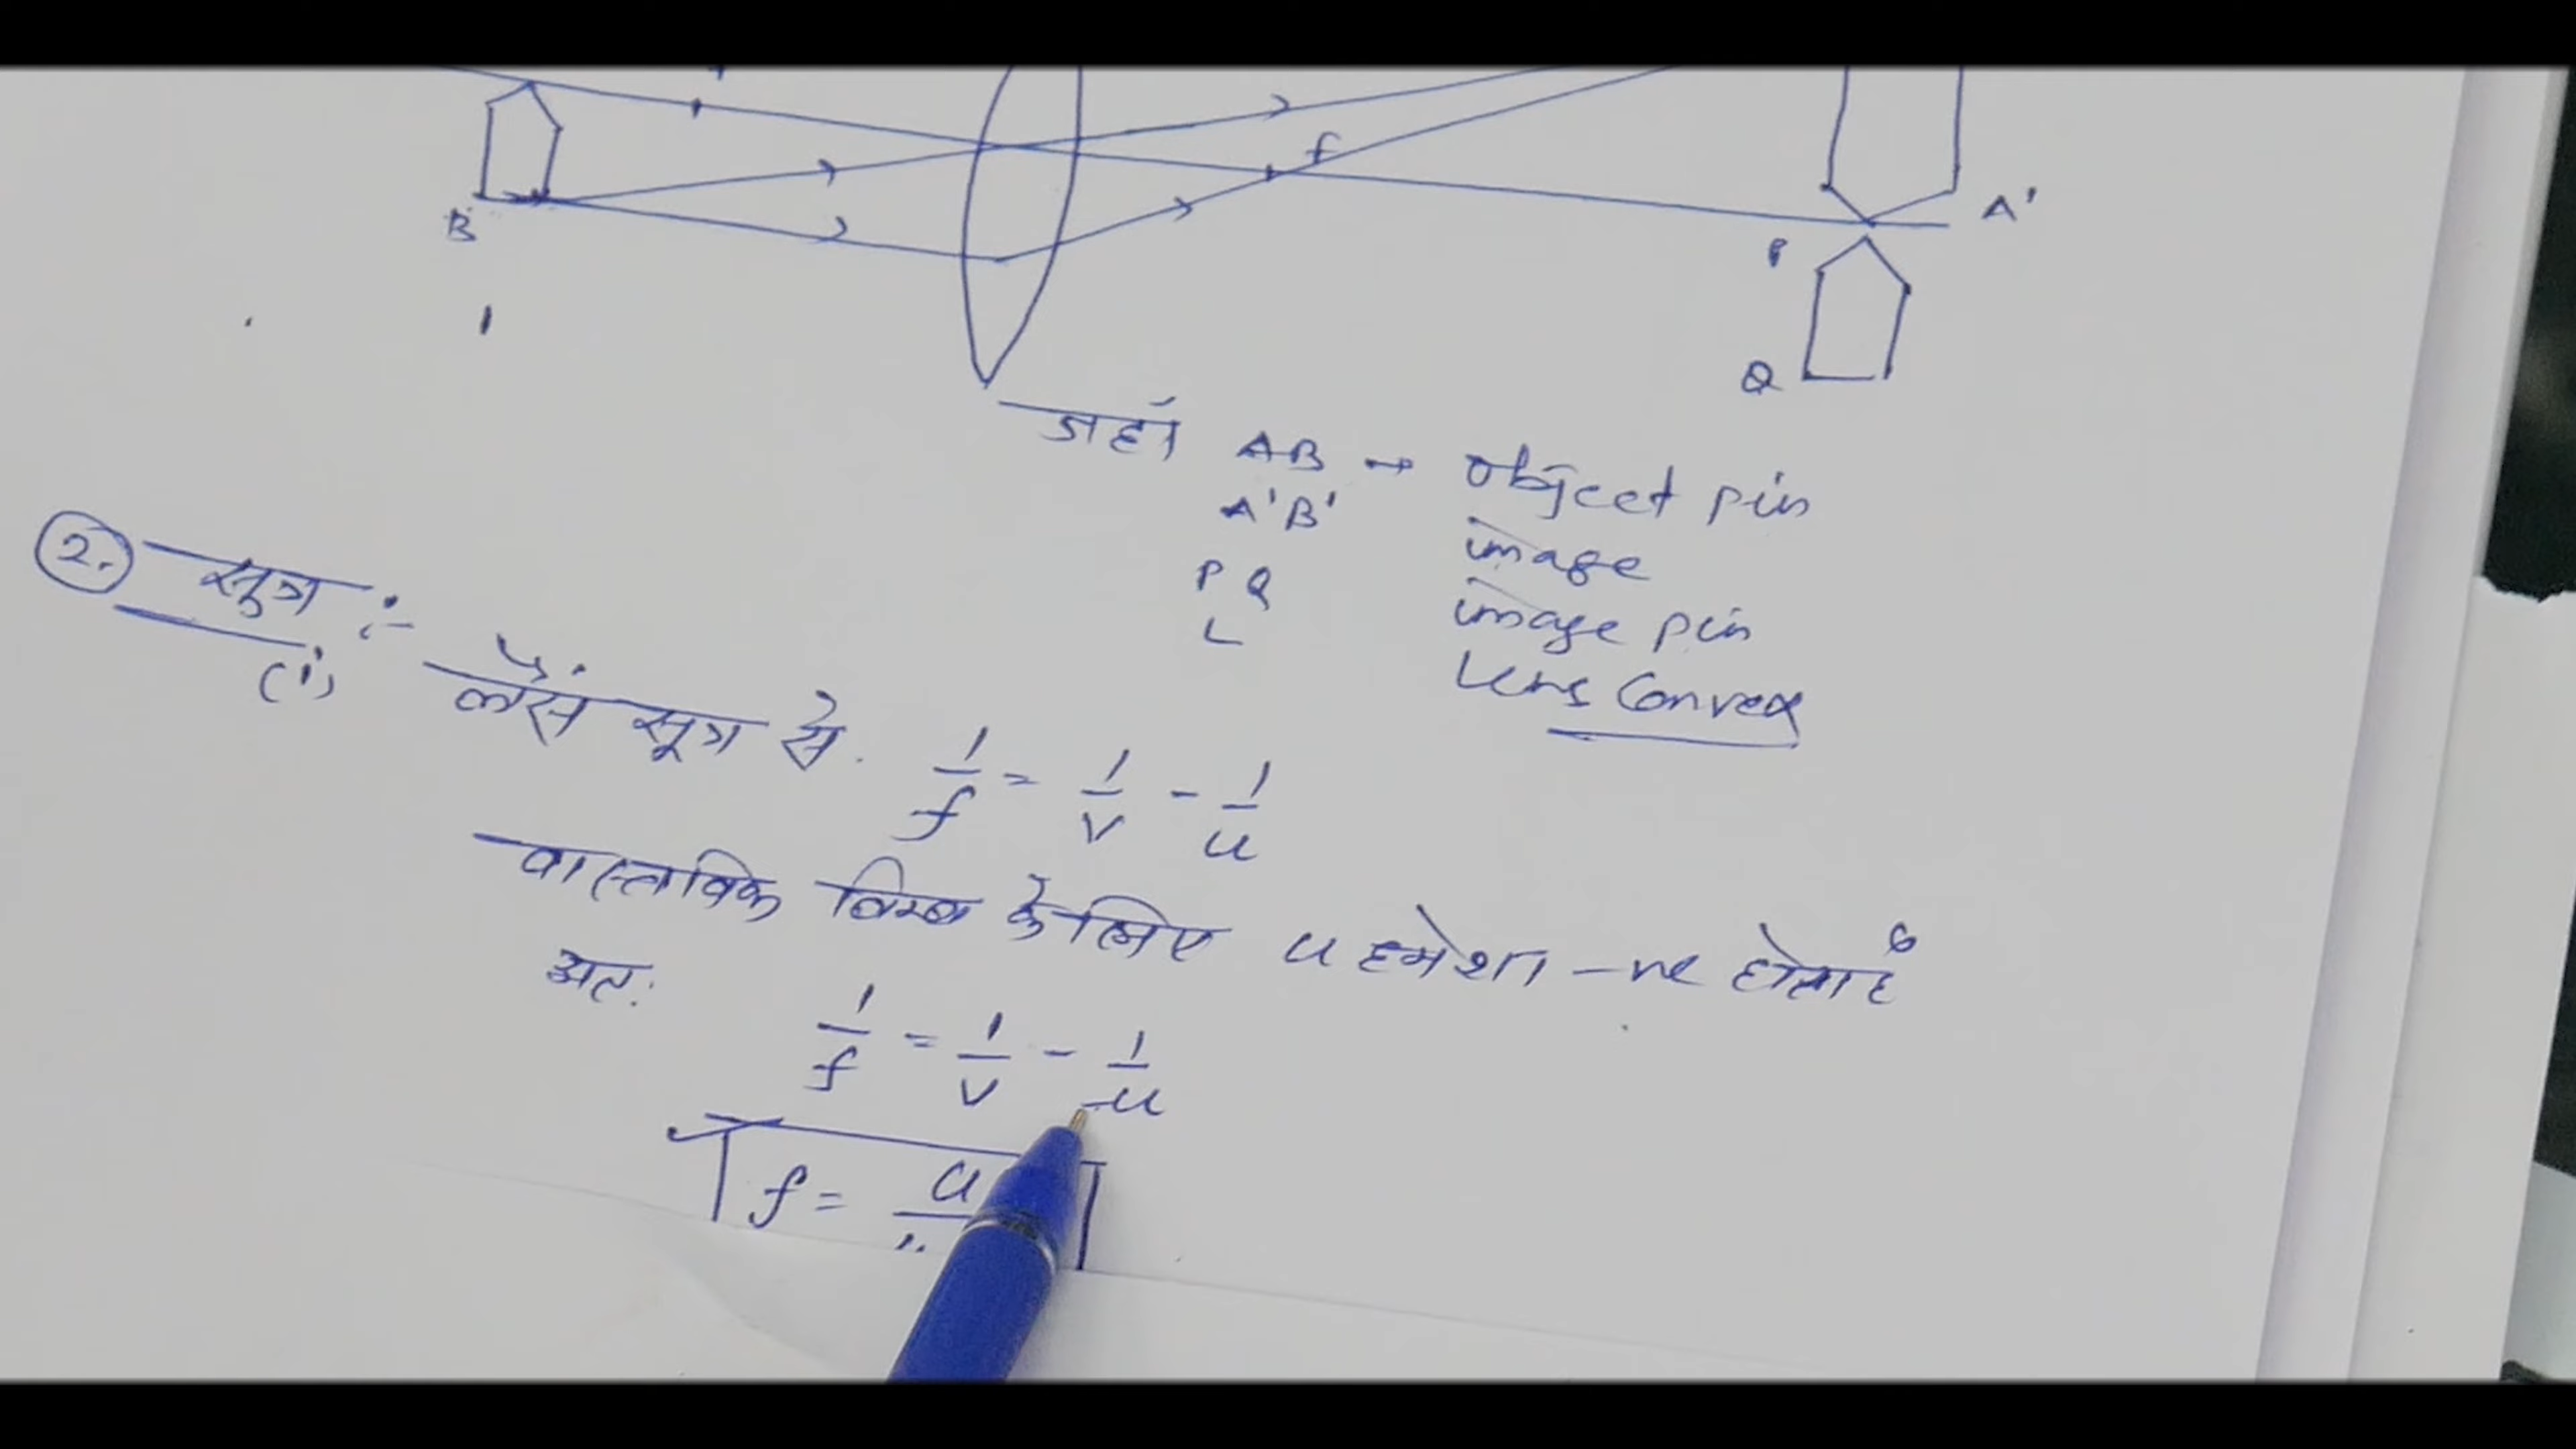 f
B
A'
P
Q
जहाँ AB → object pin
A'B' image
PQ image pin
L Lens Convex
2. सूत्र :-
(i) लेंस सूत्र से. 1/f = 1/v - 1/u
वास्तविक बिम्ब के लिए u हमेशा -ve होता है
अतः
1/f = 1/v - 1/-u
f = u